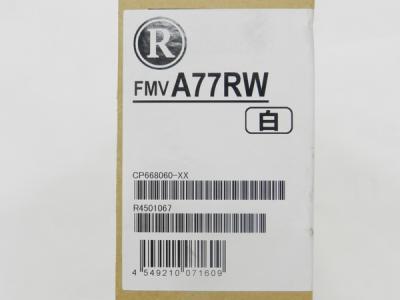 R
FMV A77RW
白
CP668060-XX
R4501067
4 549210 071609